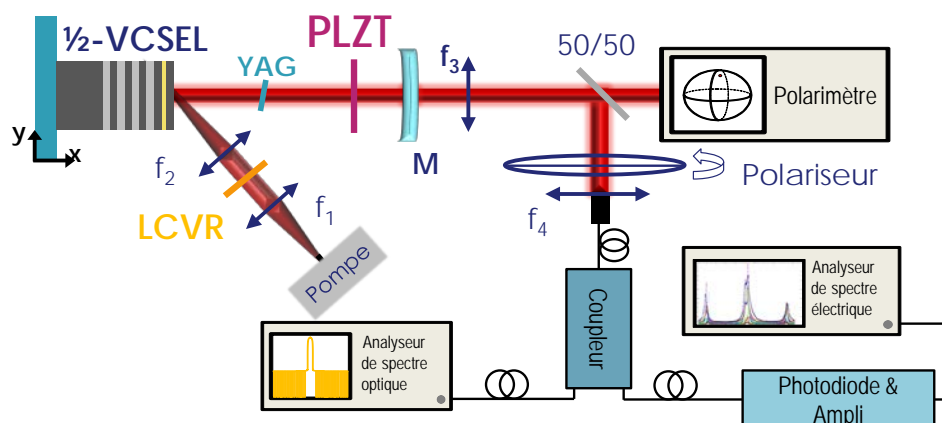 ½-VCSEL
YAG
PLZT
f3
50/50
Polarimètre
y
x
M
f2
LCVR
f1
Pompe
Polariseur
f4
Coupleur
Analyseur
de spectre
électrique
Analyseur
de spectre
optique
Photodiode &
Ampli